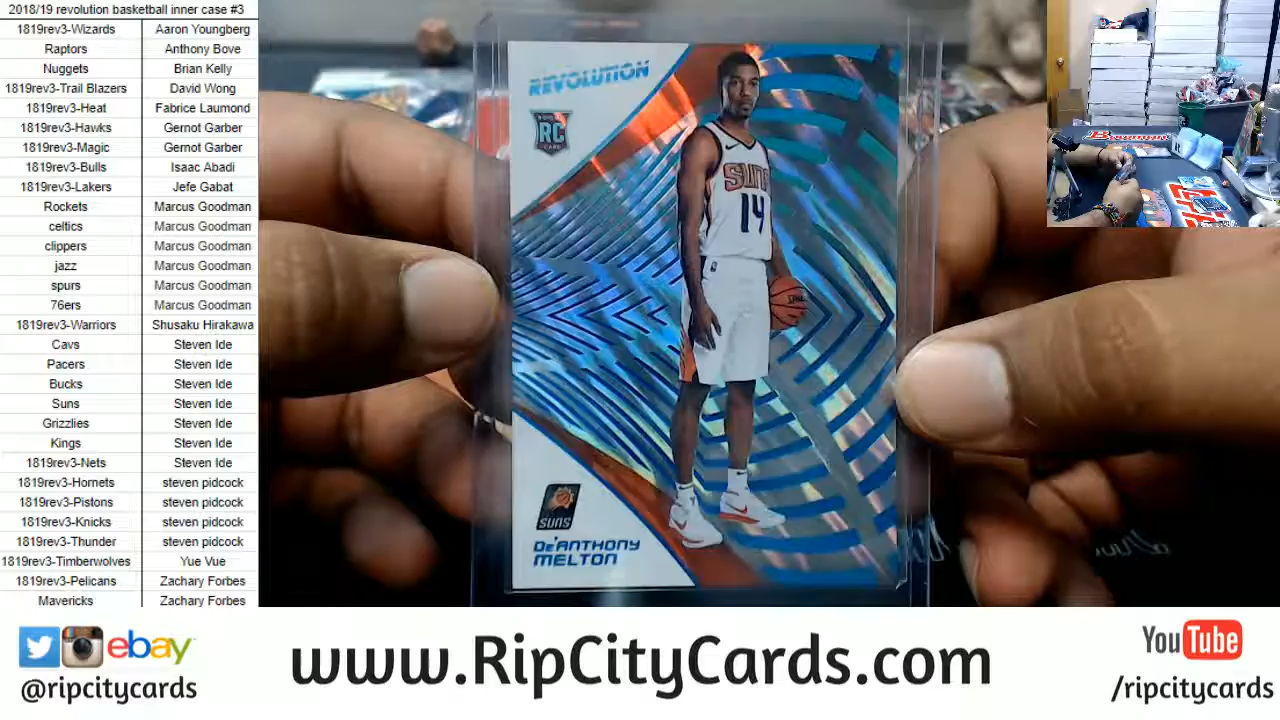 2018/19 revolution basketball inner case #3
1819rev3-Wizards Aaron Youngberg
Raptors Anthony Bove
Nuggets Brian Kelly
1819rev3-Trail Blazers David Wong
1819rev3-Heat Fabrice Laumond
1819rev3-Hawks Gernot Garber
1819rev3-Magic Gernot Garber
1819rev3-Bulls Isaac Abadi
1819rev3-Lakers Jefe Gabat
Rockets Marcus Goodman
celtics Marcus Goodman
clippers Marcus Goodman
jazz Marcus Goodman
spurs Marcus Goodman
76ers Marcus Goodman
1819rev3-Warriors Shusaku Hirakawa
Cavs Steven Ide
Pacers Steven Ide
Bucks Steven Ide
Suns Steven Ide
Grizzlies Steven Ide
Kings Steven Ide
1819rev3-Nets Steven Ide
1819rev3-Hornets steven pidcock
1819rev3-Pistons steven pidcock
1819rev3-Knicks steven pidcock
1819rev3-Thunder steven pidcock
1819rev3-Timberwolves Yue Vue
1819rev3-Pelicans Zachary Forbes
Mavericks Zachary Forbes
REVOLUTION
RC
SUNS
14
SUNS
DE'ANTHONY
MELTON
ebay
@ripcitycards
www.RipCityCards.com
YouTube
/ripcitycards